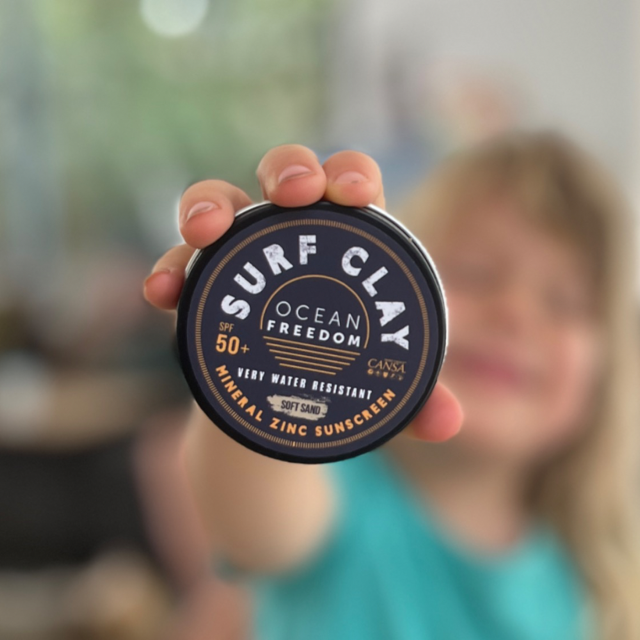 SURF CLAY
OCEAN
FREEDOM
SPF
50+
CANSA
VERY WATER RESISTANT
SOFT SAND
MINERAL ZINC SUNSCREEN